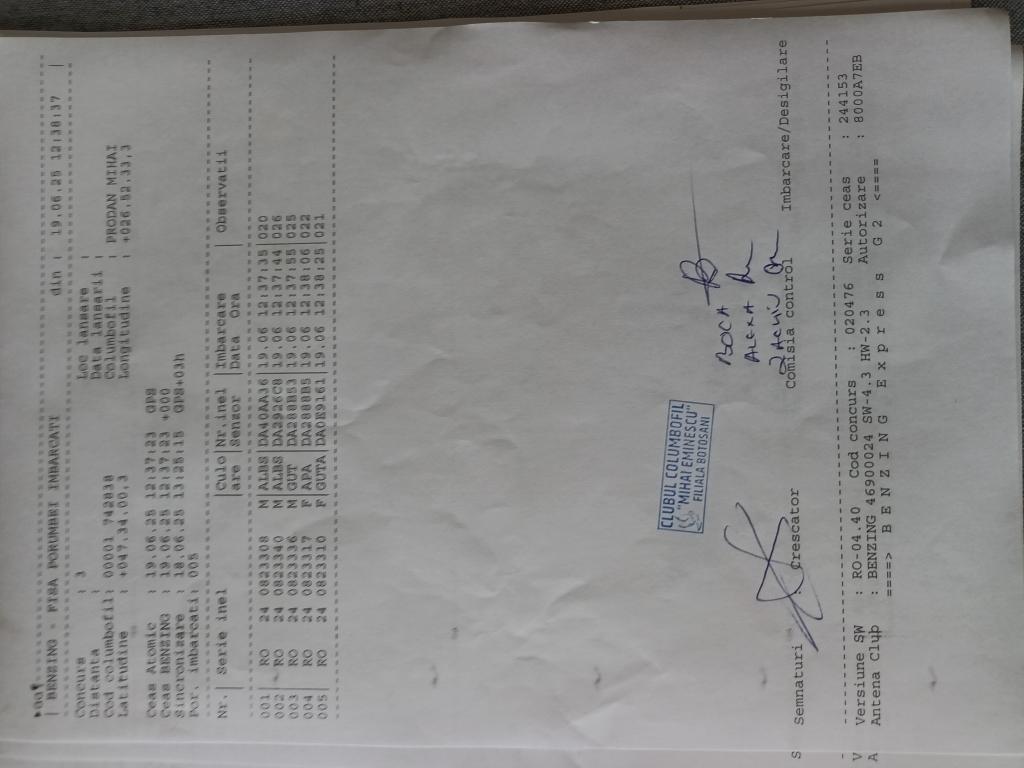 *001
| BENZING - FISA PORUMBEI IMBARCATI din : 19.06.25 12:38:37 |
Concurs : 3 Loc lansare :
Distanta : Data lansarii :
Cod columbofil: 0001 742838 Columbofil : PRODAN MIHAI
Latitudine : +047.34.00,3 Longitudine : +026.52.33,3
Ceas Atomic : 19.06.25 12:37:23 GPS
Ceas BENZING : 19.06.25 12:37:23 +000
Sincronizare : 18.06.25 13:28:15 GPS+03h
Por. imbarcati: 005
Nr.| Serie inel |Culo|Nr.inel |Imbarcare | Observatii
|are |Sensor |Data Ora |
001| RO 24 0823308 M|ALBS|DA40AAA6|19.06 12:37:35|020
002| RO 24 0823340 M|ALBS|DA2926C8|19.06 12:37:44|026
003| RO 24 0823336 M|GUT |DA288B63|19.06 12:37:55|025
004| RO 24 0823317 F|APA |DA2888B5|19.06 12:38:06|022
005| RO 24 0823310 F|GUTA|DA0E9161|19.06 12:38:25|021
CLUBUL COLUMBOFIL
"MIHAI EMINESCU"
FILIALA BOTOSANI
BOCA
ALEXA
S Semnaturi : Crescator Comisia control Imbarcare/Desigilare
V Versiune SW : RO-04.40 Cod concurs : 020476 Serie ceas : 244153
A Antena Club : BENZING 46900024 SW-4.3 HW-2.3 Autorizare : 8000A7EB
====> B E N Z I N G E x p r e s s G 2 <====